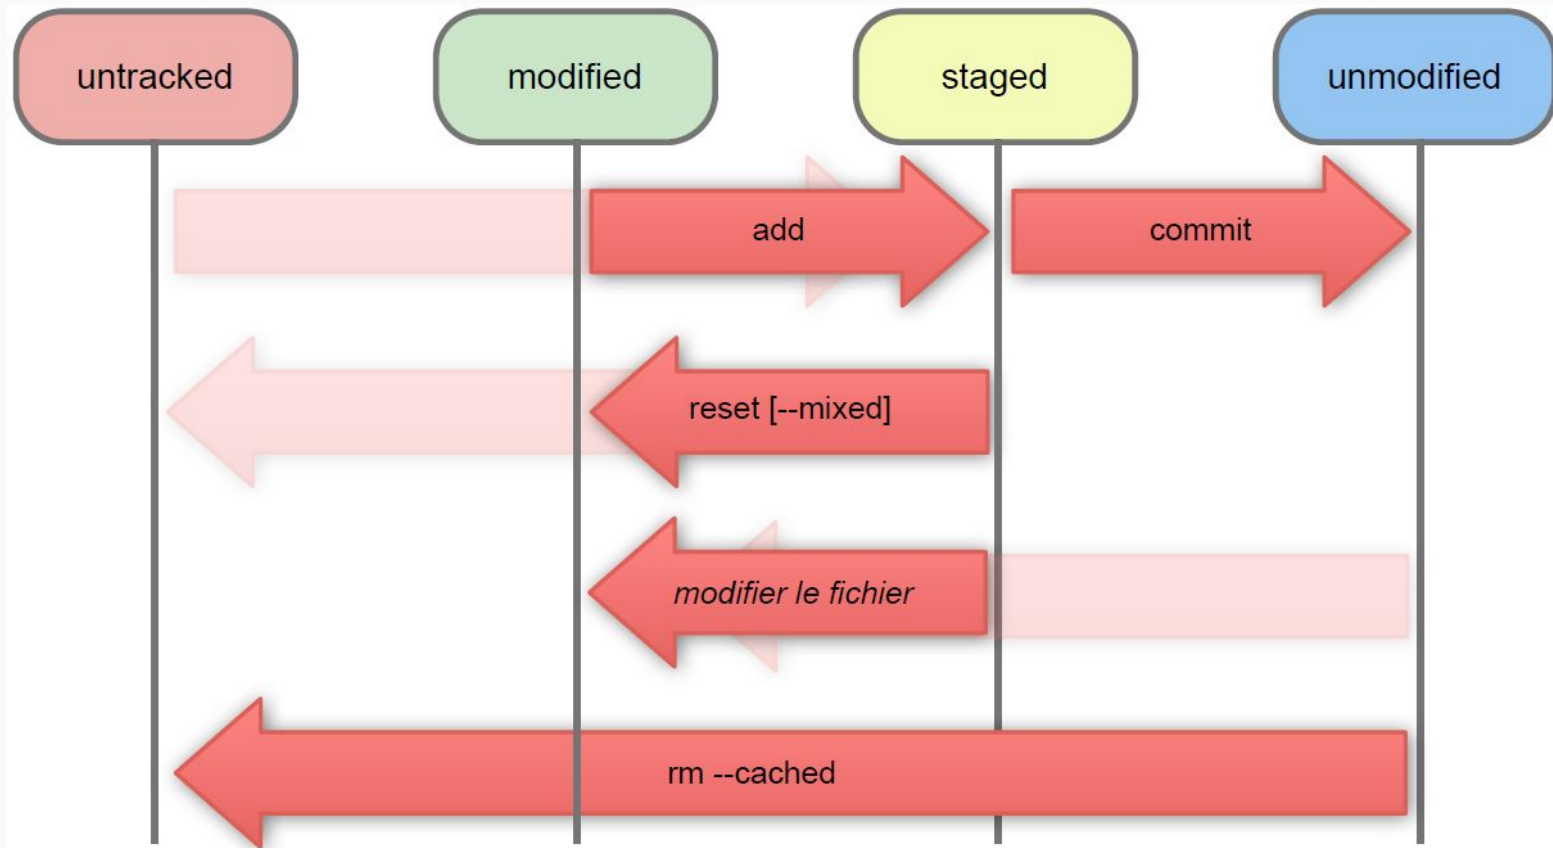 untracked
modified
staged
unmodified
add
commit
reset [--mixed]
modifier le fichier
rm --cached